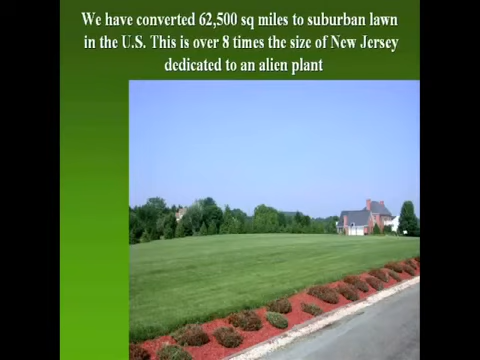 We have converted 62,500 sq miles to suburban lawn
in the U.S. This is over 8 times the size of New Jersey
dedicated to an alien plant